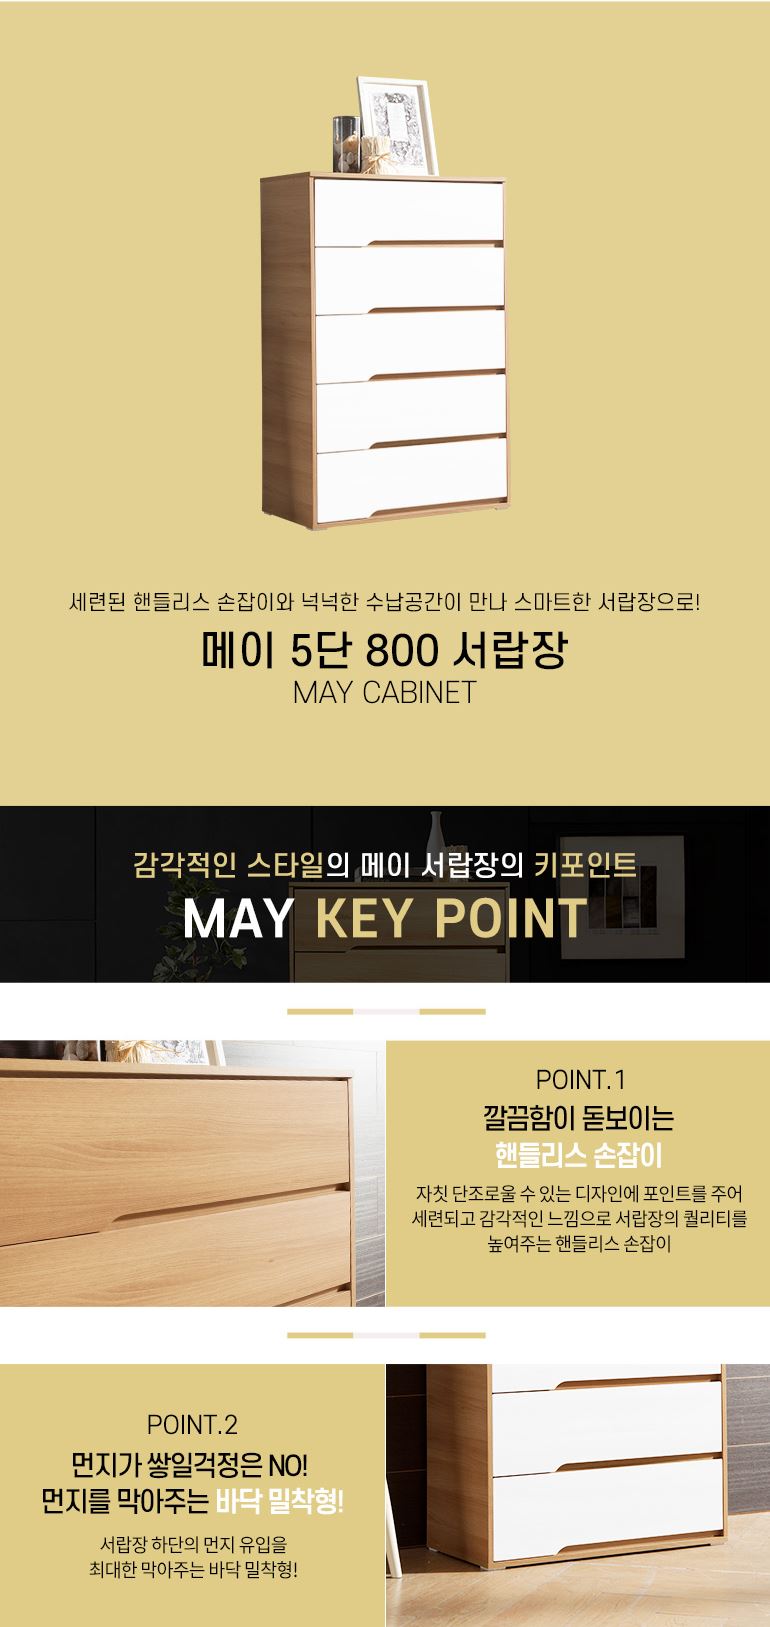 세련된 핸들리스 손잡이와 넉넉한 수납공간이 만나 스마트한 서랍장으로!
메이 5단 800 서랍장
MAY CABINET
감각적인 스타일의 메이 서랍장의 키포인트
MAY KEY POINT
POINT.1
깔끔함이 돋보이는
핸들리스 손잡이
자칫 단조로울 수 있는 디자인에 포인트를 주어
세련되고 감각적인 느낌으로 서랍장의 퀄리티를
높여주는 핸들리스 손잡이
POINT.2
먼지가 쌓일걱정은 NO!
먼지를 막아주는 바닥 밀착형!
서랍장 하단의 먼지 유입을
최대한 막아주는 바닥 밀착형!